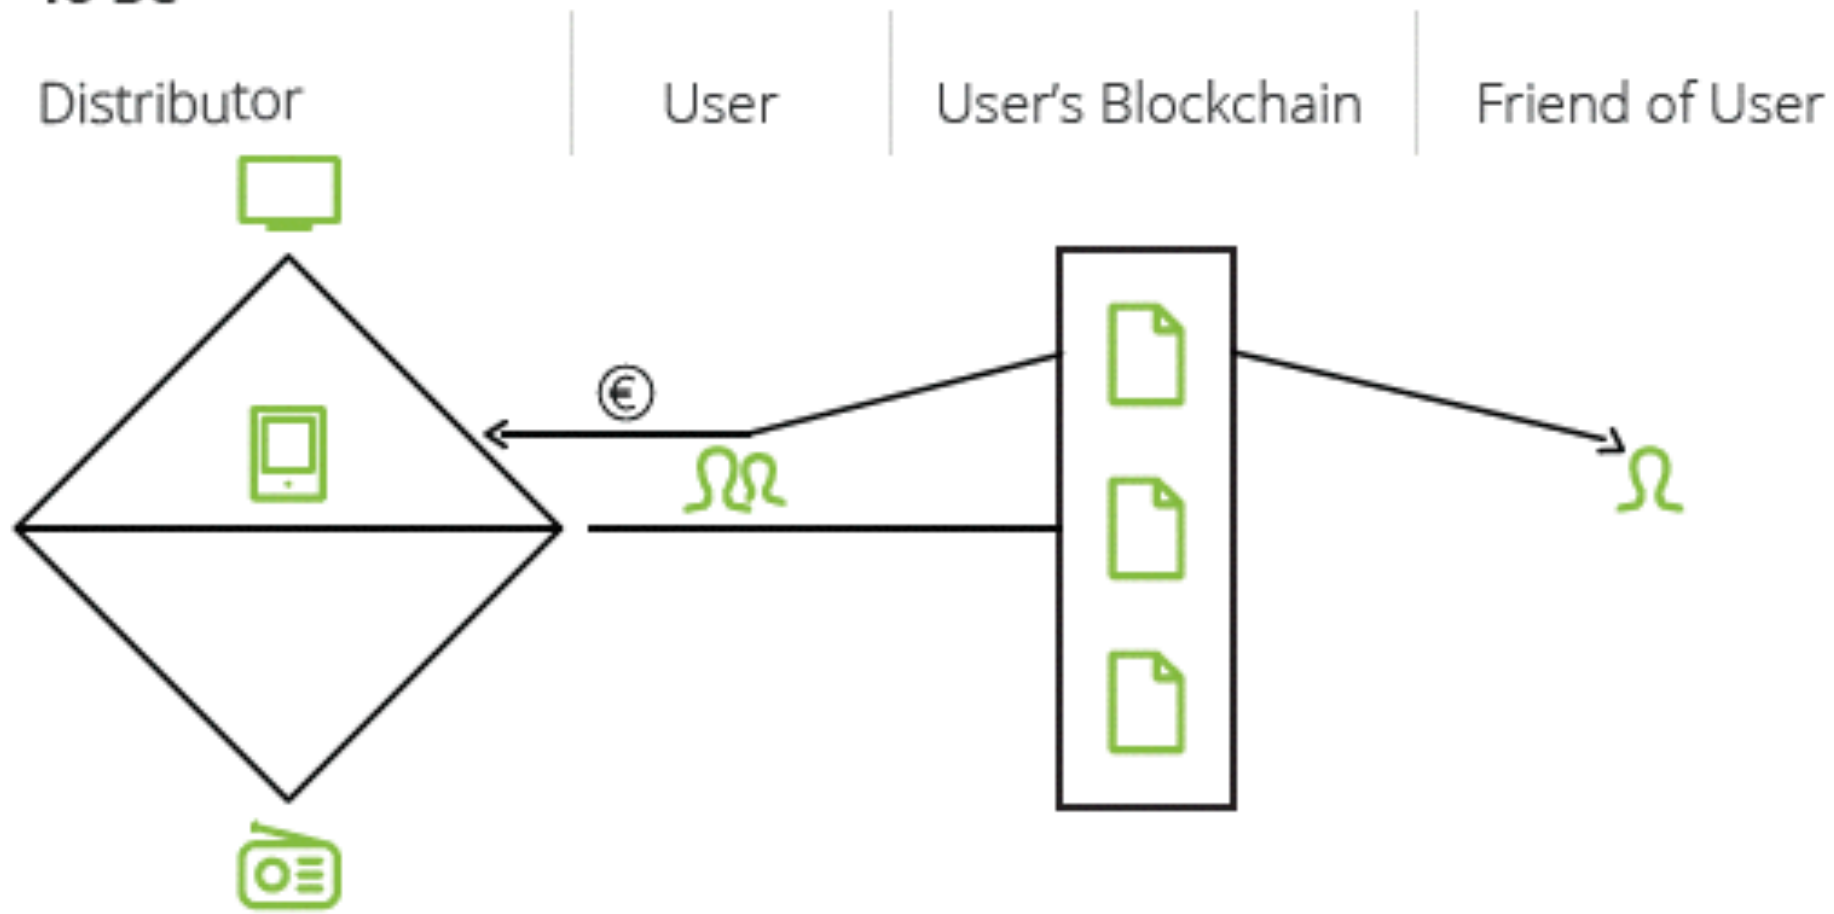 Distributor
User
User's Blockchain
Friend of User
€